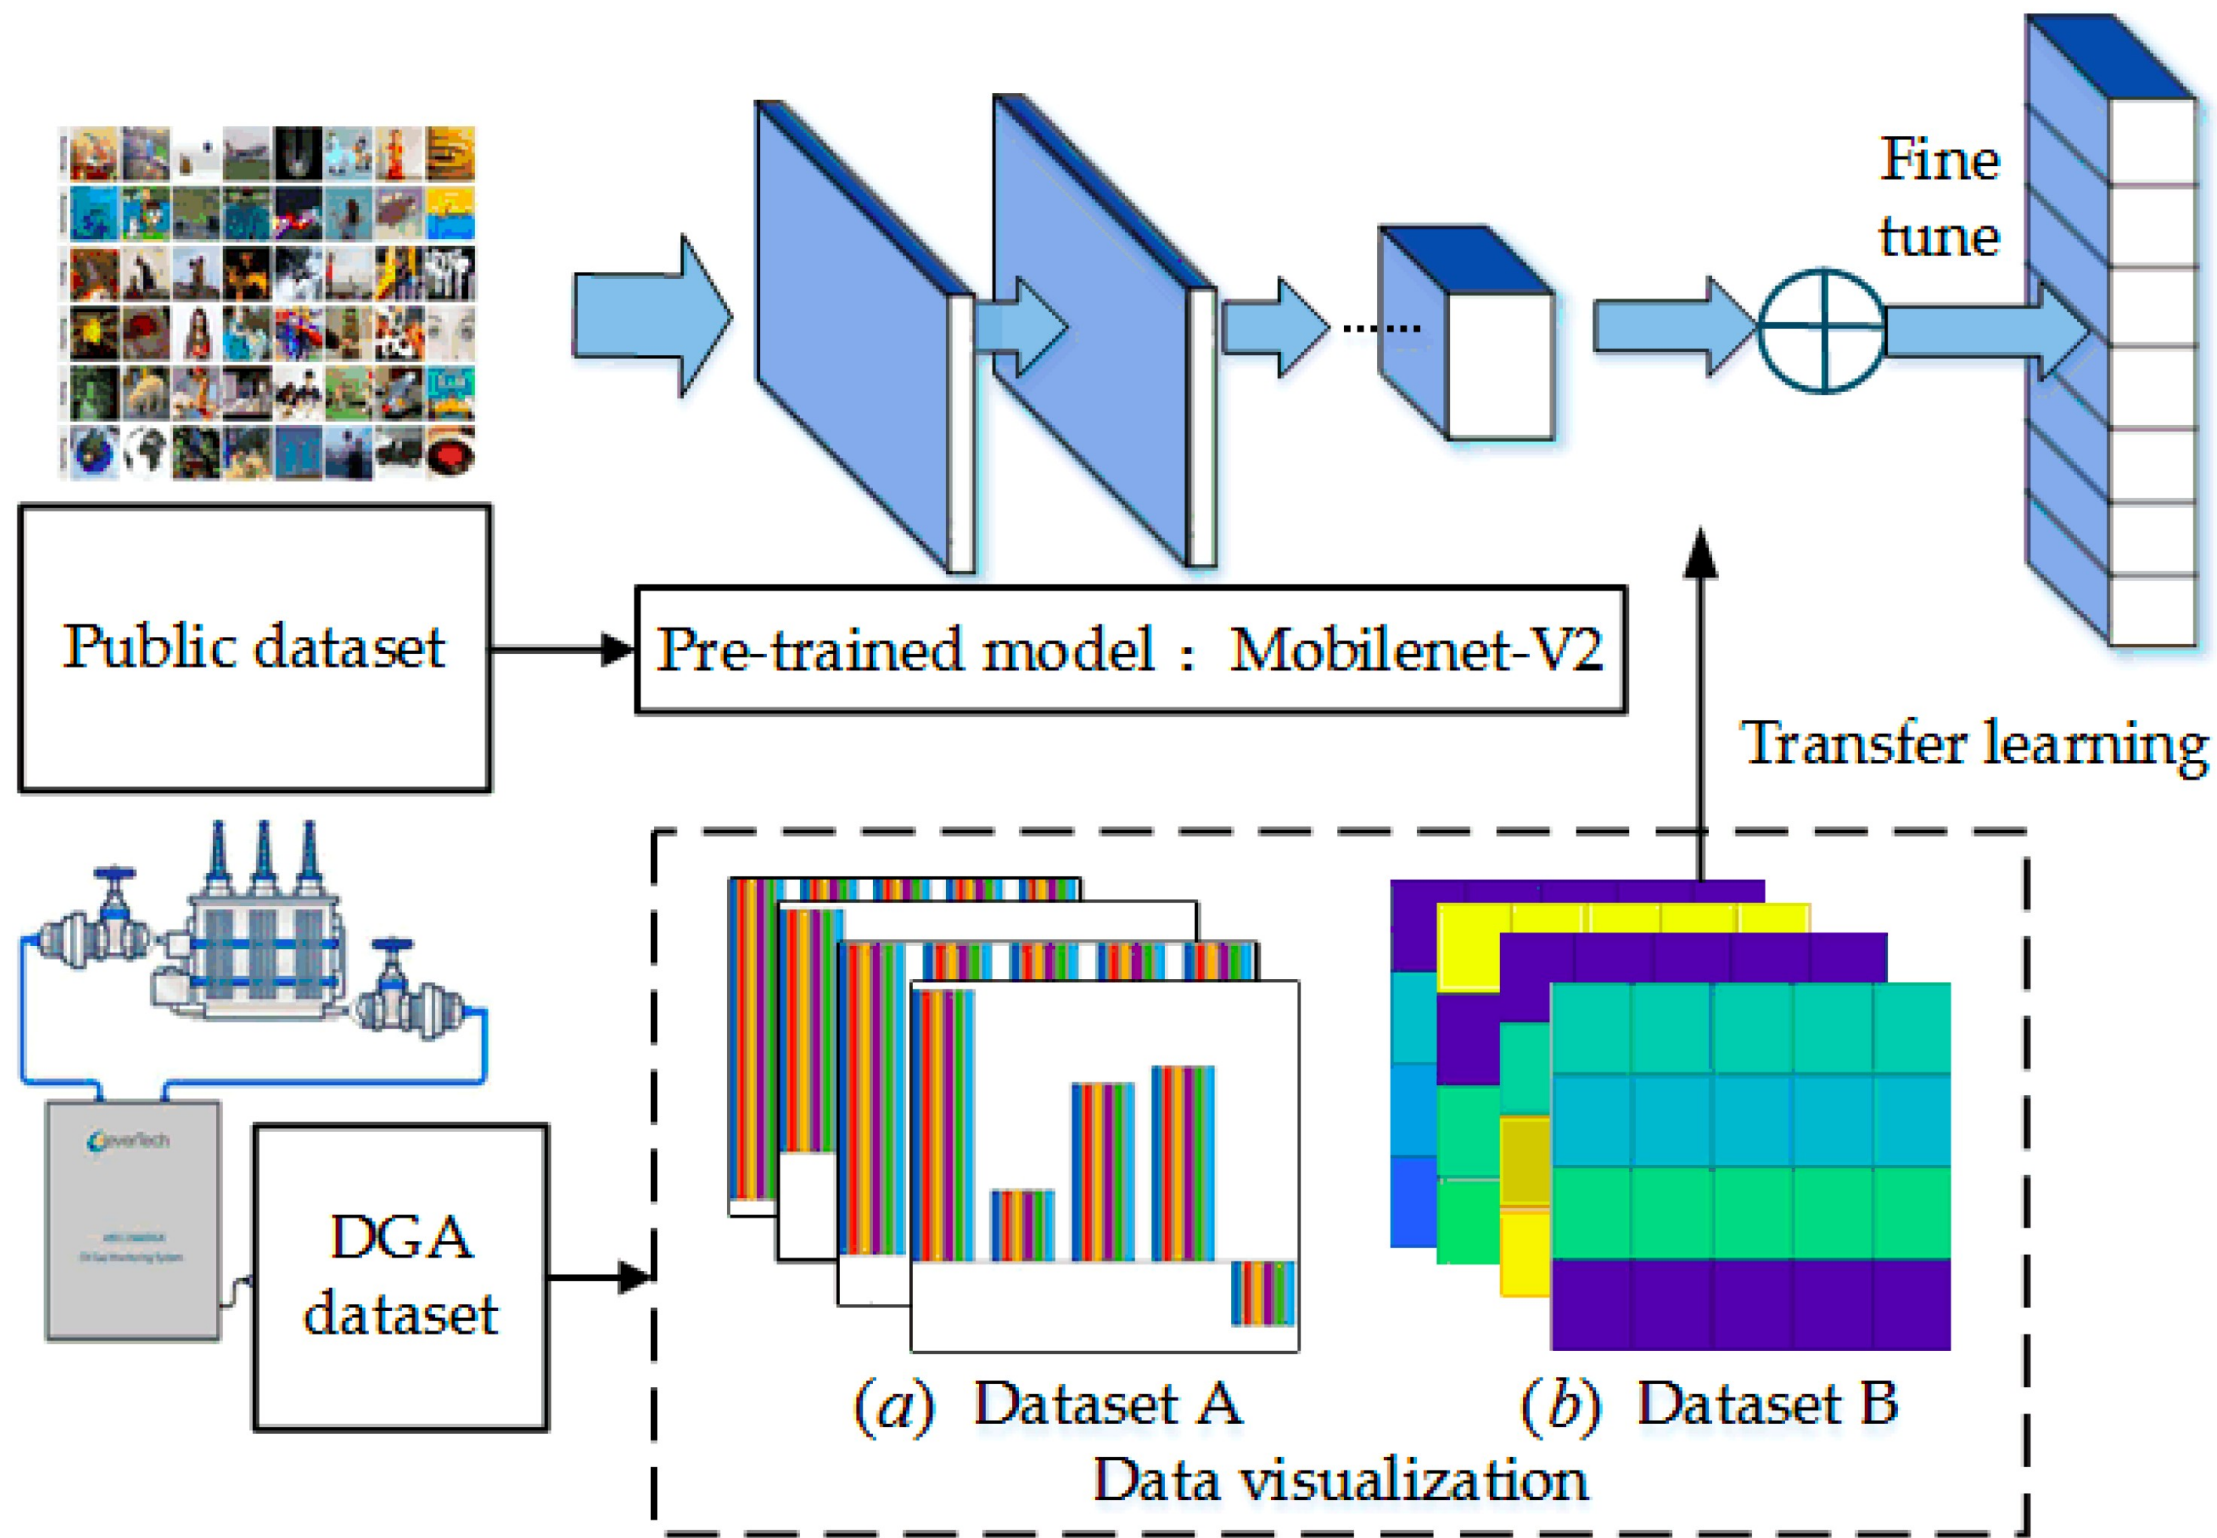 Fine
tune
Public dataset
Pre-trained model : Mobilenet-V2
Transfer learning
DGA
dataset
(a) Dataset A
(b) Dataset B
Data visualization